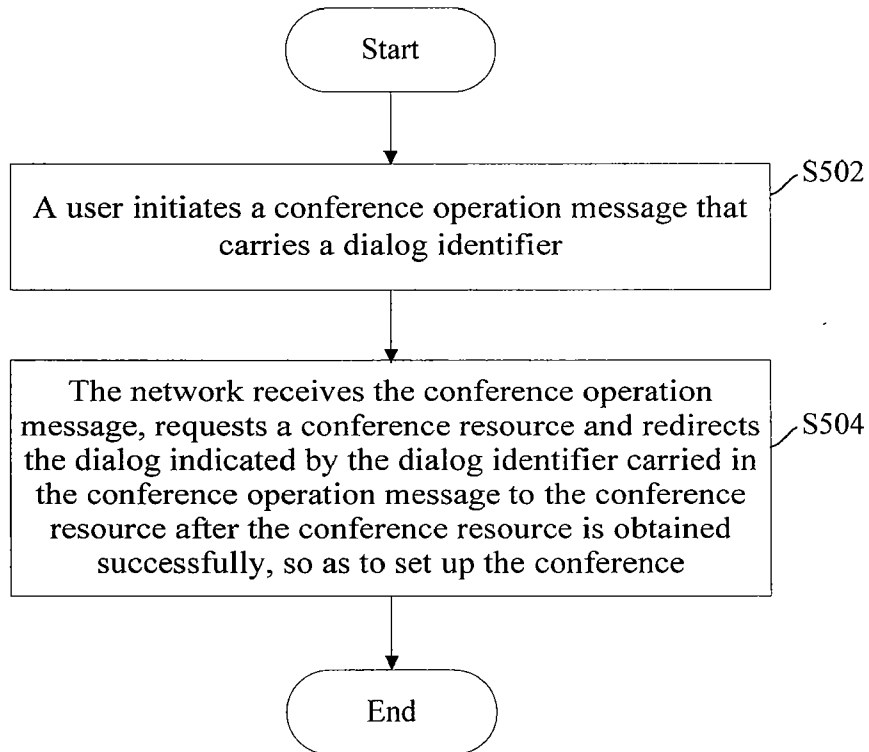 Start
S502
A user initiates a conference operation message that
carries a dialog identifier
The network receives the conference operation
message, requests a conference resource and redirects
S504
the dialog indicated by the dialog identifier carried in
the conference operation message to the conference
resource after the conference resource is obtained
successfully, so as to set up the conference
End